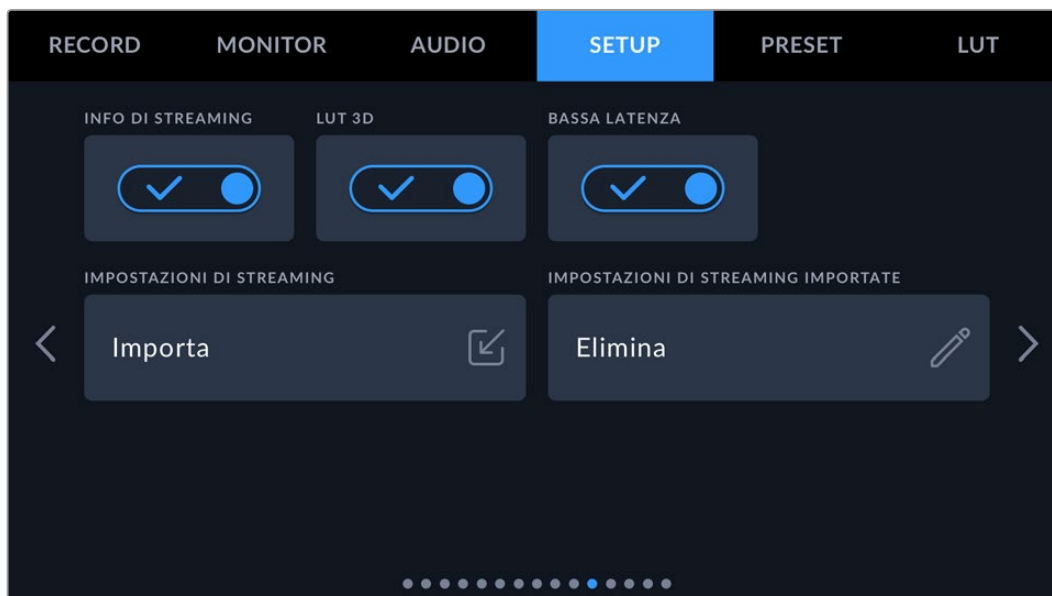 RECORD MONITOR AUDIO SETUP PRESET LUT
INFO DI STREAMING LUT 3D BASSA LATENZA
IMPOSTAZIONI DI STREAMING IMPOSTAZIONI DI STREAMING IMPORTATE
Importa Elimina